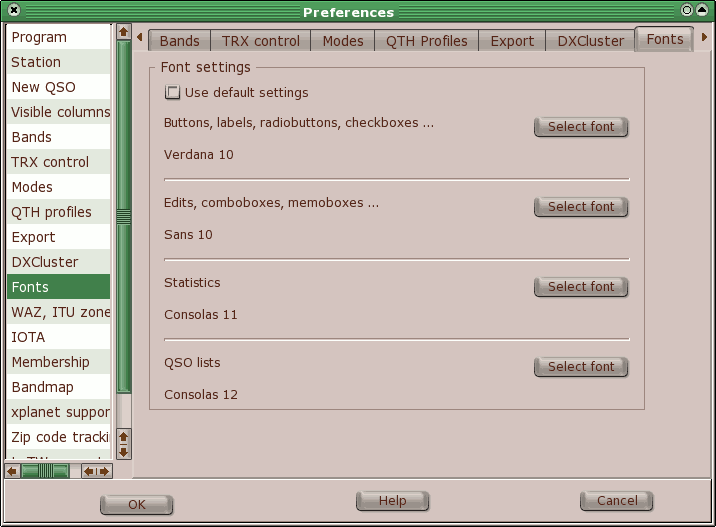 Preferences
Program
Station
New QSO
Visible columns
Bands
TRX control
Modes
QTH profiles
Export
DXCluster
Fonts
WAZ, ITU zone
IOTA
Membership
Bandmap
xplanet suppor
Zip code tracki
Bands TRX control Modes QTH Profiles Export DXCluster Fonts
Font settings
Use default settings
Buttons, labels, radiobuttons, checkboxes ... Select font
Verdana 10
Edits, comboboxes, memoboxes ... Select font
Sans 10
Statistics Select font
Consolas 11
QSO lists Select font
Consolas 12
OK Help Cancel